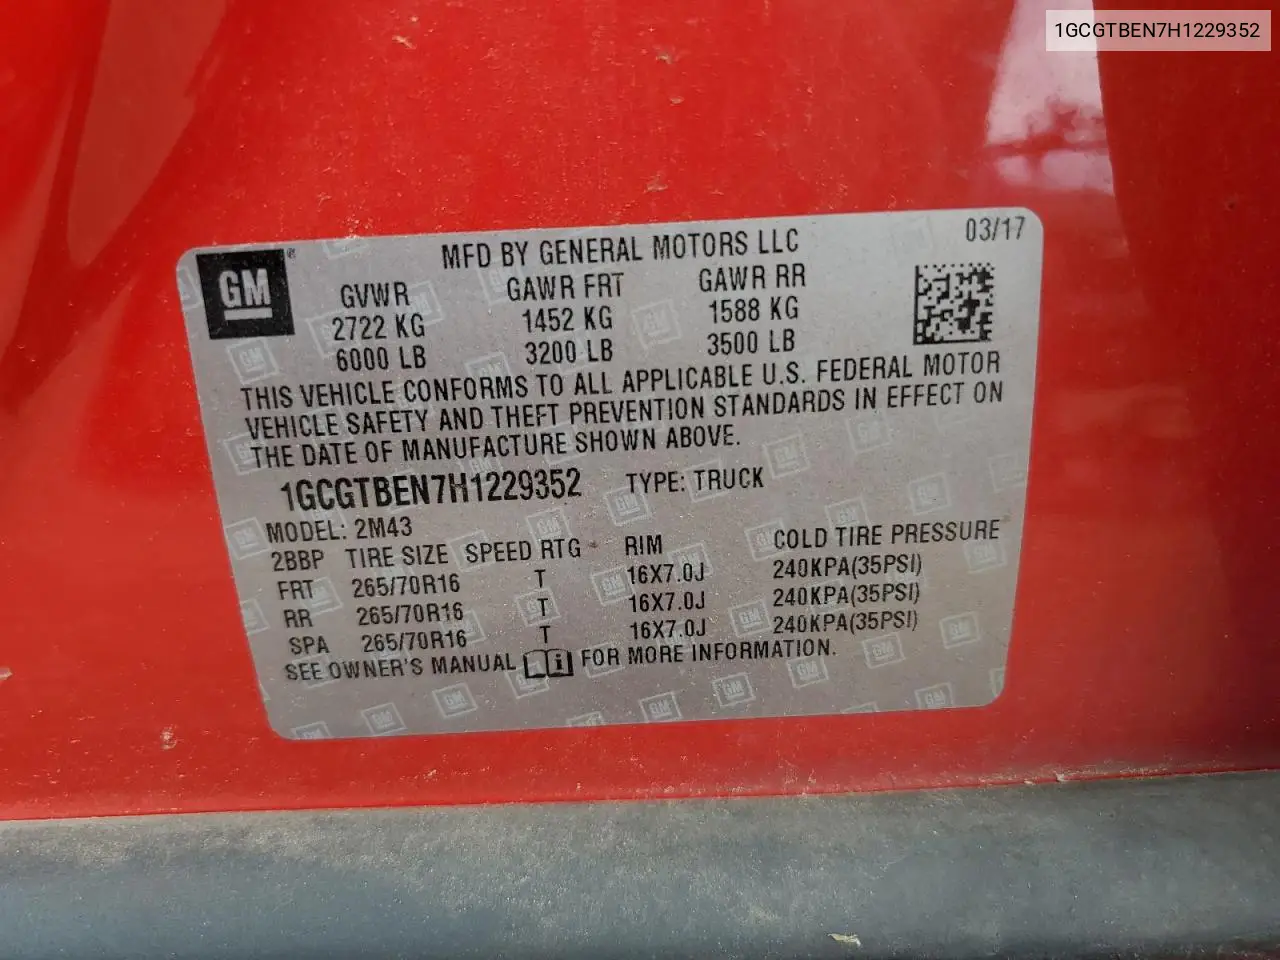 1GCGTBEN7H1229352
GM®
MFD BY GENERAL MOTORS LLC 03/17
GVWR GAWR FRT GAWR RR
2722 KG 1452 KG 1588 KG
6000 LB 3200 LB 3500 LB
THIS VEHICLE CONFORMS TO ALL APPLICABLE U.S. FEDERAL MOTOR
VEHICLE SAFETY AND THEFT PREVENTION STANDARDS IN EFFECT ON
THE DATE OF MANUFACTURE SHOWN ABOVE.
1GCGTBEN7H1229352 TYPE: TRUCK
MODEL: 2M43
2BBP TIRE SIZE SPEED RTG RIM COLD TIRE PRESSURE
FRT 265/70R16 T 16X7.0J 240KPA(35PSI)
RR 265/70R16 T 16X7.0J 240KPA(35PSI)
SPA 265/70R16 T 16X7.0J 240KPA(35PSI)
SEE OWNER'S MANUAL i FOR MORE INFORMATION.